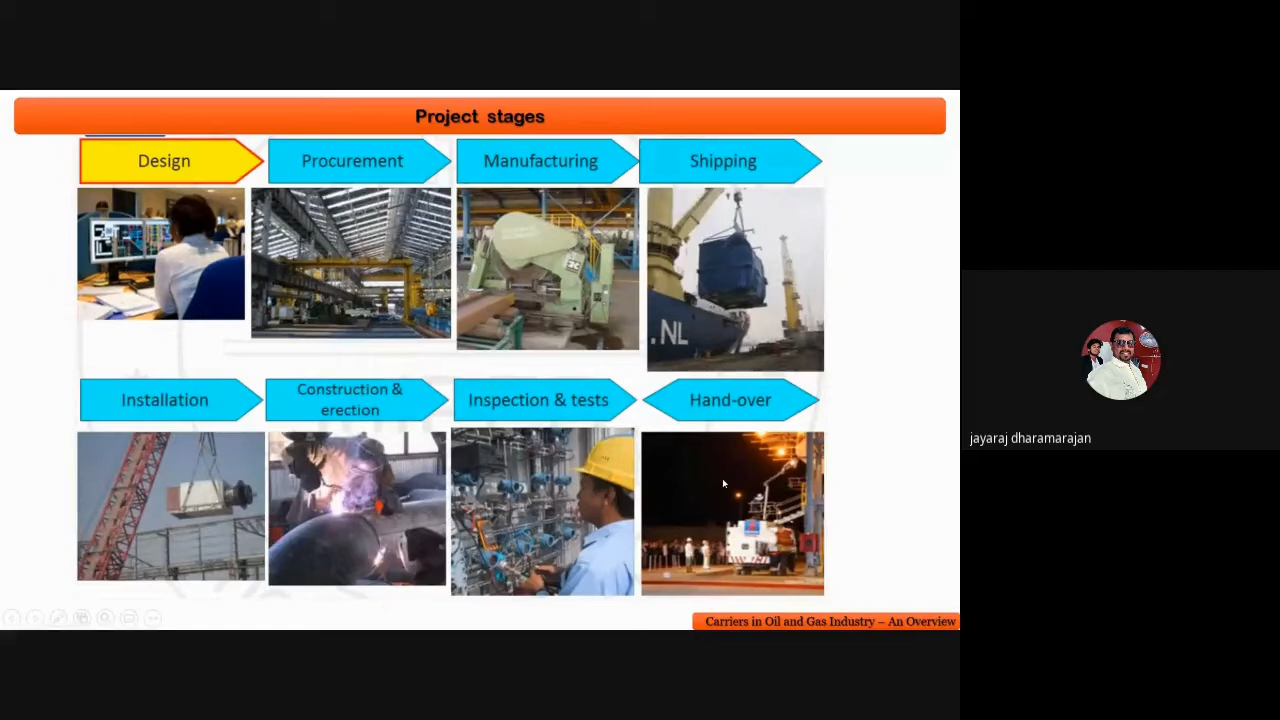 Project stages
Design
Procurement
Manufacturing
Shipping
.NL
Installation
Construction &
erection
Inspection & tests
Hand-over
jayaraj dharamarajan
Carriers in Oil and Gas Industry – An Overview